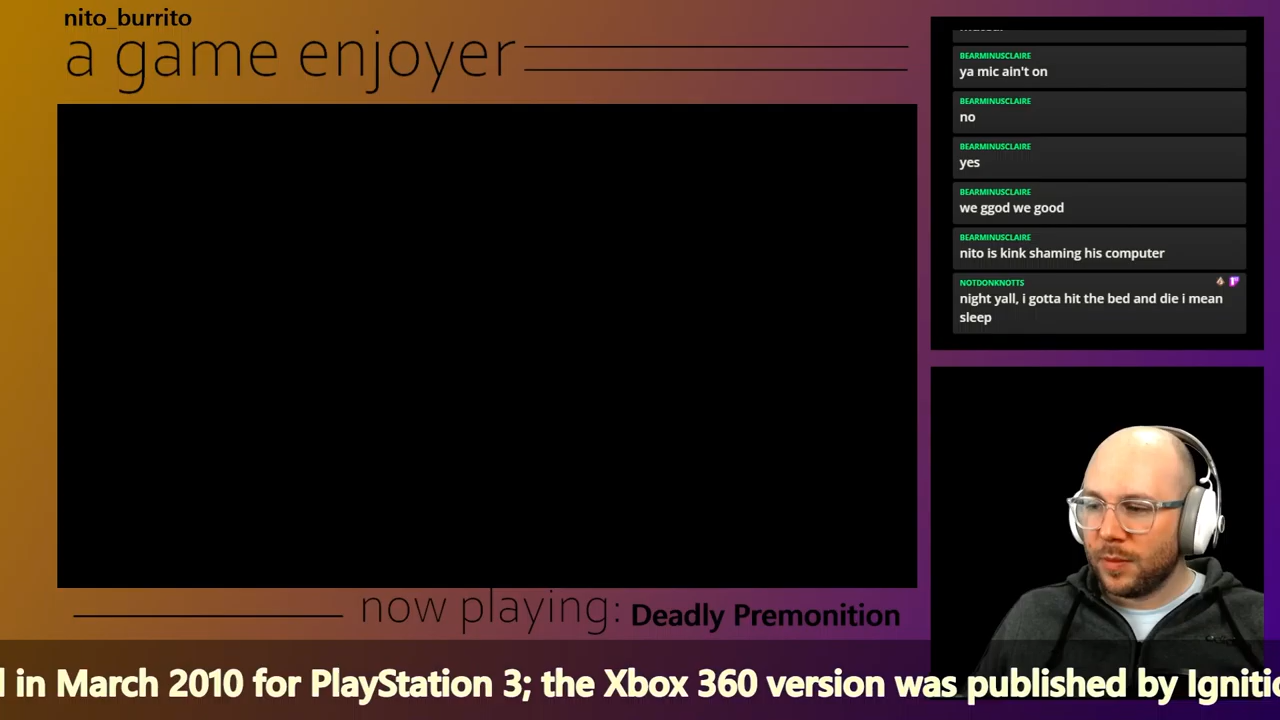 nito_burrito
a game enjoyer
BEARMINUSCLAIRE
ya mic ain't on
BEARMINUSCLAIRE
no
BEARMINUSCLAIRE
yes
BEARMINUSCLAIRE
we ggod we good
BEARMINUSCLAIRE
nito is kink shaming his computer
NOTDONKNOTTS
night yall, i gotta hit the bed and die i mean
sleep
now playing: Deadly Premonition
in March 2010 for PlayStation 3; the Xbox 360 version was published by